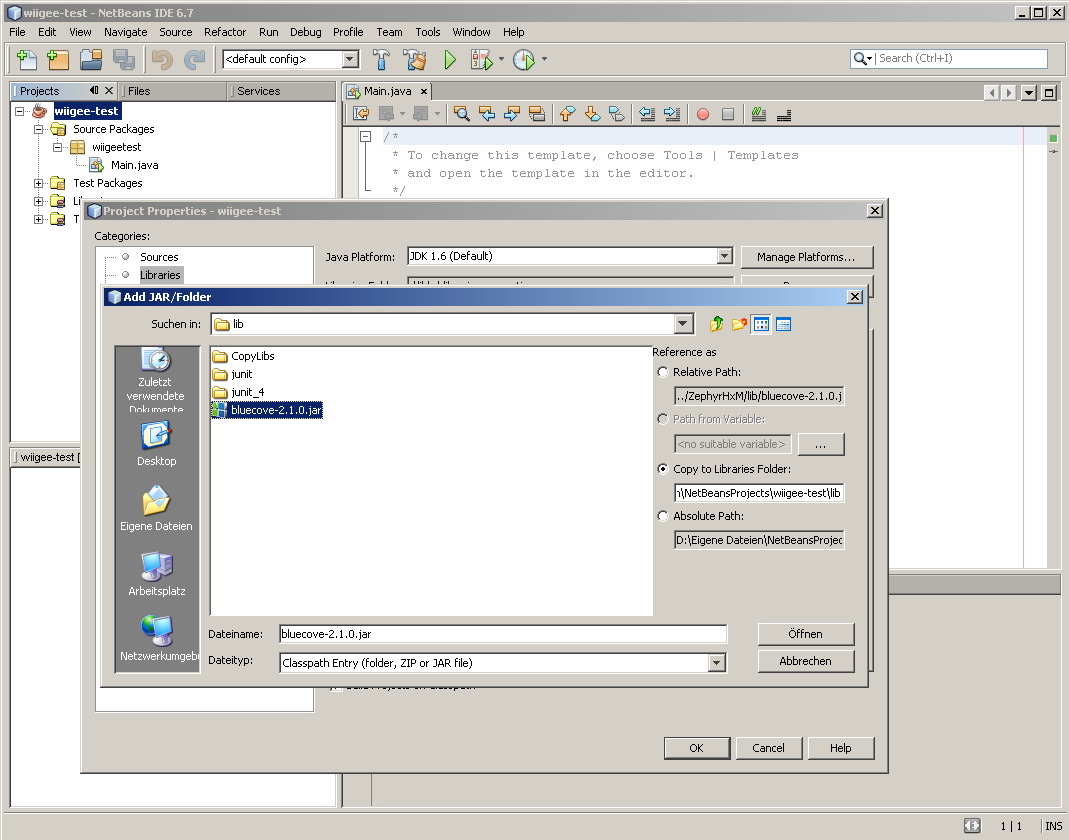 wiigee-test - NetBeans IDE 6.7
File Edit View Navigate Source Refactor Run Debug Profile Team Tools Window Help
<default config>
Search (Ctrl+I)
Projects
Files
Services
Main.java
wiigee-test
Source Packages
wiigeetest
Main.java
Test Packages
/*
* To change this template, choose Tools | Templates
* and open the template in the editor.
*/
Project Properties - wiigee-test
Categories:
Sources
Libraries
Java Platform:
JDK 1.6 (Default)
Manage Platforms...
Add JAR/Folder
Suchen in:
lib
Zuletzt
verwendete
Dokumente
Desktop
Eigene Dateien
Arbeitsplatz
Netzwerkumgeb
CopyLibs
junit
junit_4
bluecove-2.1.0.jar
Reference as
Relative Path:
../ZephyrHxM/lib/bluecove-2.1.0.j
Path from Variable:
<no suitable variable>
...
Copy to Libraries Folder:
\NetBeansProjects\wiigee-test\lib
Absolute Path:
D:\Eigene Dateien\NetBeansProjec
Dateiname:
bluecove-2.1.0.jar
Öffnen
Dateityp:
Classpath Entry (folder, ZIP or JAR file)
Abbrechen
wiigee-test [
OK
Cancel
Help
1 | 1
INS